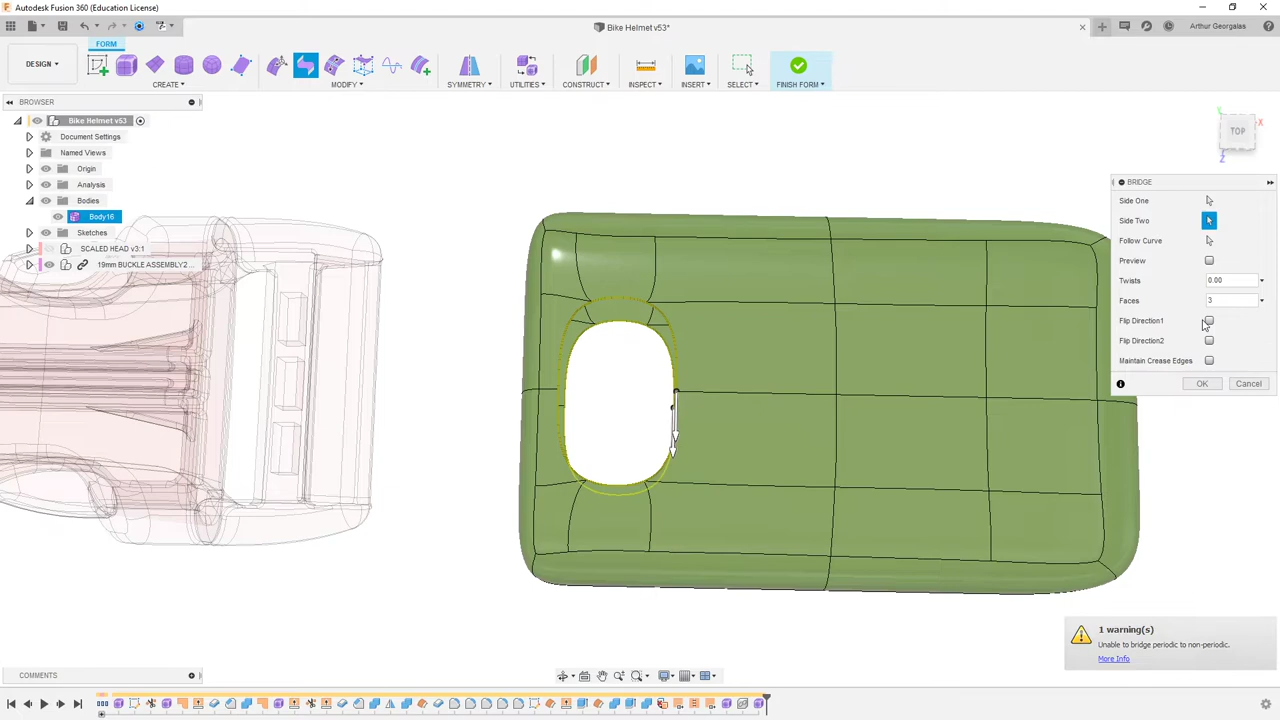 Autodesk Fusion 360 (Education License)
Bike Helmet v53*
Arthur Georgalas
FORM
DESIGN
CREATE
MODIFY
SYMMETRY
UTILITIES
CONSTRUCT
INSPECT
INSERT
SELECT
FINISH FORM
BROWSER
Bike Helmet v53
Document Settings
Named Views
Origin
Analysis
Bodies
Body16
Sketches
SCALED HEAD v3:1
19mm BUCKLE ASSEMBLY2...
TOP
X
Y
Z
BRIDGE
Side One
Side Two
Follow Curve
Preview
Twists 0.00
Faces 3
Flip Direction1
Flip Direction2
Maintain Crease Edges
OK Cancel
1 warning(s)
Unable to bridge periodic to non-periodic.
More Info
COMMENTS